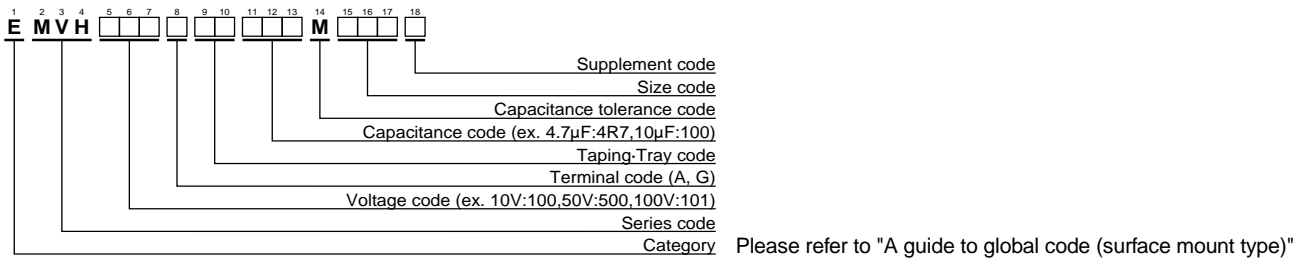 1 2 3 4 5 6 7 8 9 10 11 12 13 14 15 16 17 18
E MVH M
Supplement code
Size code
Capacitance tolerance code
Capacitance code (ex. 4.7μF:4R7,10μF:100)
Taping·Tray code
Terminal code (A, G)
Voltage code (ex. 10V:100,50V:500,100V:101)
Series code
Category Please refer to "A guide to global code (surface mount type)"